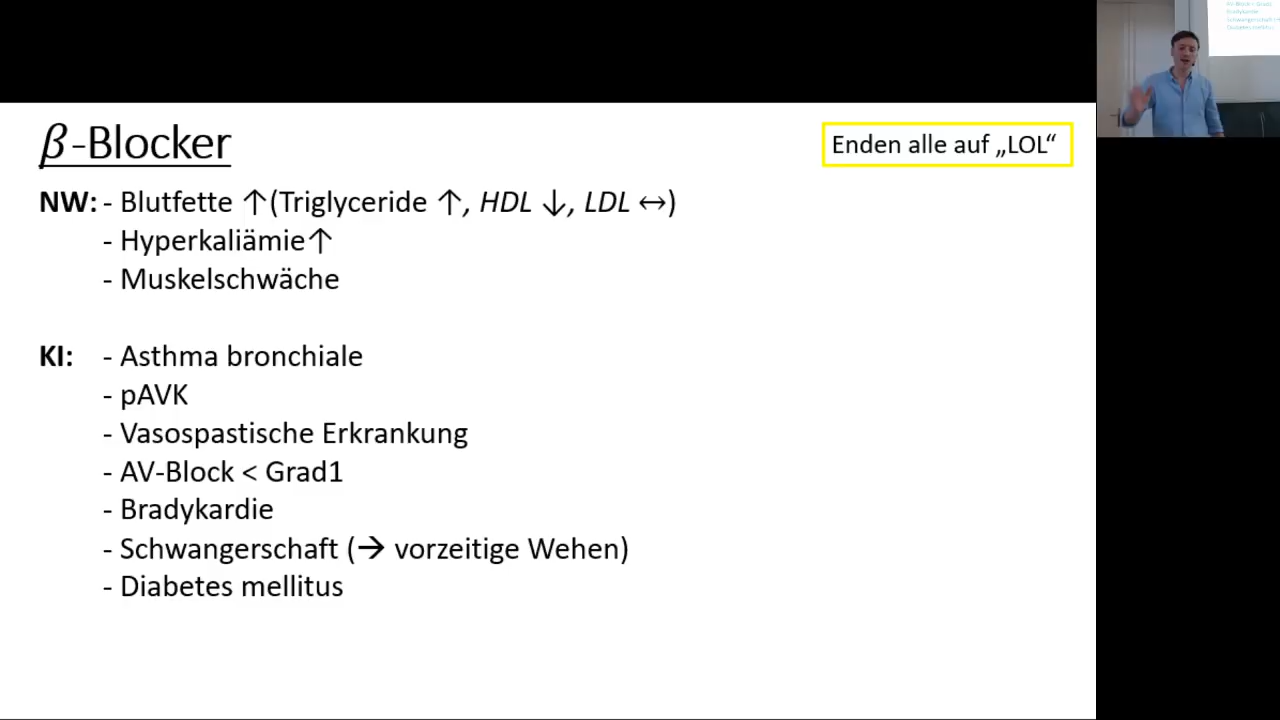 β-Blocker
Enden alle auf „LOL“
NW: - Blutfette ↑(Triglyceride ↑, HDL ↓, LDL ↔)
- Hyperkaliämie↑
- Muskelschwäche
KI: - Asthma bronchiale
- pAVK
- Vasospastische Erkrankung
- AV-Block < Grad1
- Bradykardie
- Schwangerschaft (→ vorzeitige Wehen)
- Diabetes mellitus